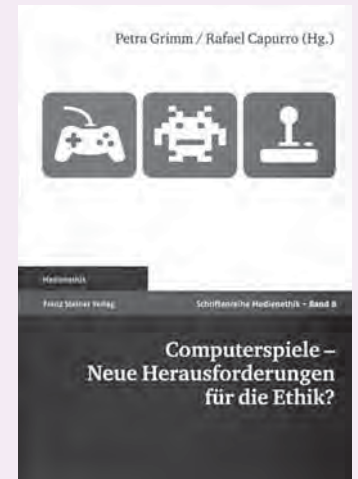 Petra Grimm / Rafael Capurro (Hg.)
Medienethik
Franz Steiner Verlag
Schriftenreihe Medienethik – Band 8
Computerspiele –
Neue Herausforderungen
für die Ethik?